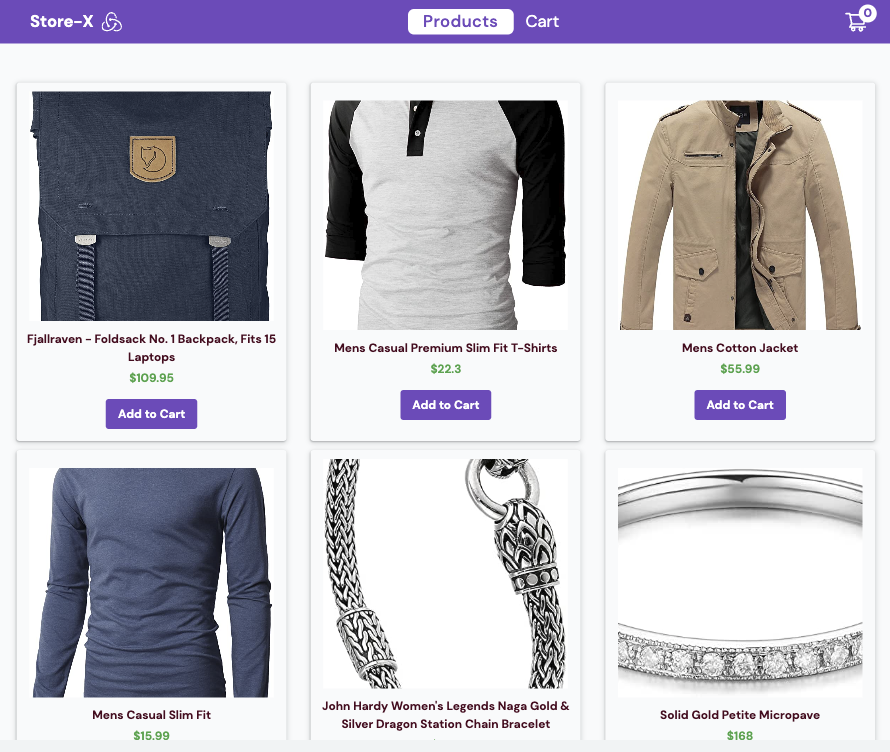 Store-X
Products
Cart
0
Fjallraven - Foldsack No. 1 Backpack, Fits 15
Laptops
$109.95
Add to Cart
Mens Casual Premium Slim Fit T-Shirts
$22.3
Add to Cart
Mens Cotton Jacket
$55.99
Add to Cart
Mens Casual Slim Fit
$15.99
John Hardy Women's Legends Naga Gold &
Silver Dragon Station Chain Bracelet
Solid Gold Petite Micropave
$168